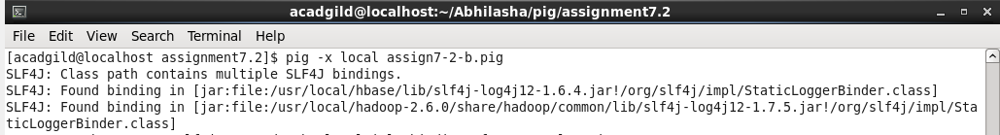 acadgild@localhost:~/Abhilasha/pig/assignment7.2
File Edit View Search Terminal Help
[acadgild@localhost assignment7.2]$ pig -x local assign7-2-b.pig
SLF4J: Class path contains multiple SLF4J bindings.
SLF4J: Found binding in [jar:file:/usr/local/hbase/lib/slf4j-log4j12-1.6.4.jar!/org/slf4j/impl/StaticLoggerBinder.class]
SLF4J: Found binding in [jar:file:/usr/local/hadoop-2.6.0/share/hadoop/common/lib/slf4j-log4j12-1.7.5.jar!/org/slf4j/impl/Sta
ticLoggerBinder.class]